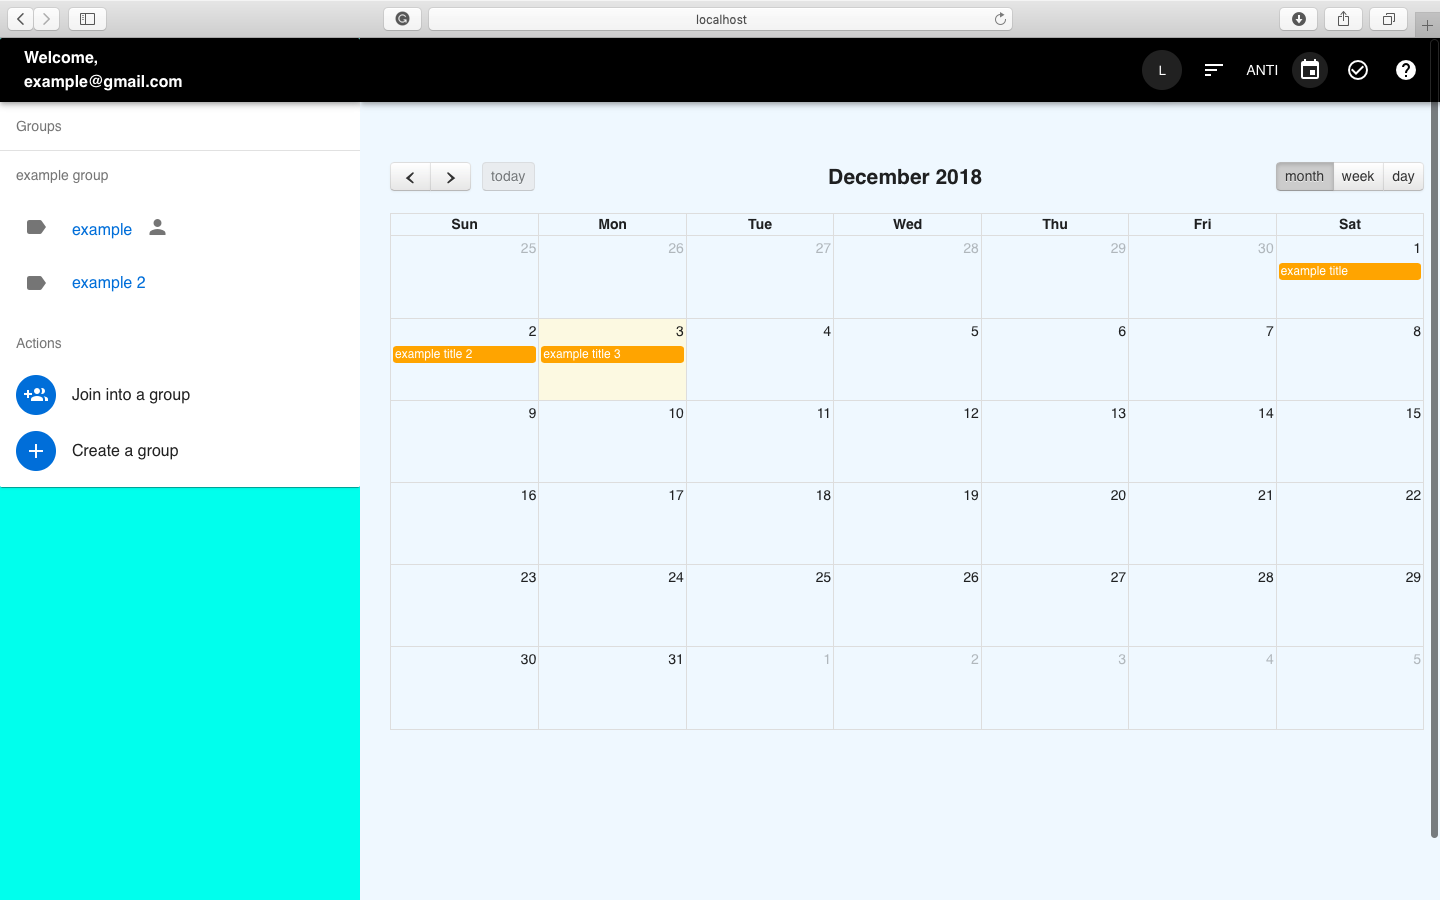 localhost
Welcome,
example@gmail.com
L
ANTI
Groups
example group
example
example 2
Actions
Join into a group
Create a group
today
December 2018
month week day
Sun Mon Tue Wed Thu Fri Sat
25 26 27 28 29 30 1
example title
2 3 4 5 6 7 8
example title 2 example title 3
9 10 11 12 13 14 15
16 17 18 19 20 21 22
23 24 25 26 27 28 29
30 31 1 2 3 4 5